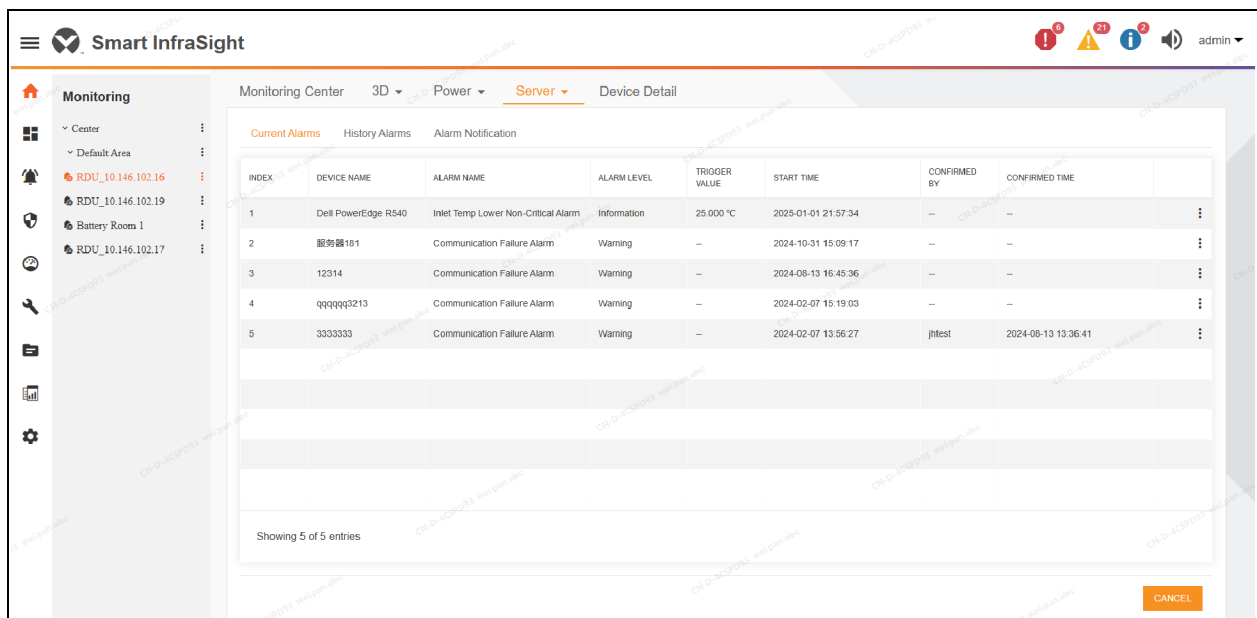 Smart InfraSight
6
21
2
admin
Monitoring
Center
Default Area
RDU_10.146.102.16
RDU_10.146.102.19
Battery Room 1
RDU_10.146.102.17
Monitoring Center 3D Power Server Device Detail
Current Alarms History Alarms Alarm Notification
INDEX DEVICE NAME ALARM NAME ALARM LEVEL TRIGGER VALUE START TIME CONFIRMED BY CONFIRMED TIME
1 Dell PowerEdge R540 Inlet Temp Lower Non-Critical Alarm Information 25.000 ℃ 2025-01-01 21:57:34 -- --
2 服务器181 Communication Failure Alarm Warning -- 2024-10-31 15:09:17 -- --
3 12314 Communication Failure Alarm Warning -- 2024-08-13 16:45:36 -- --
4 qqqqqq3213 Communication Failure Alarm Warning -- 2024-02-07 15:19:03 -- --
5 3333333 Communication Failure Alarm Warning -- 2024-02-07 13:56:27 jhtest 2024-08-13 13:36:41
Showing 5 of 5 entries
CANCEL
CN-D-4CSPD93 wei.pan.alec